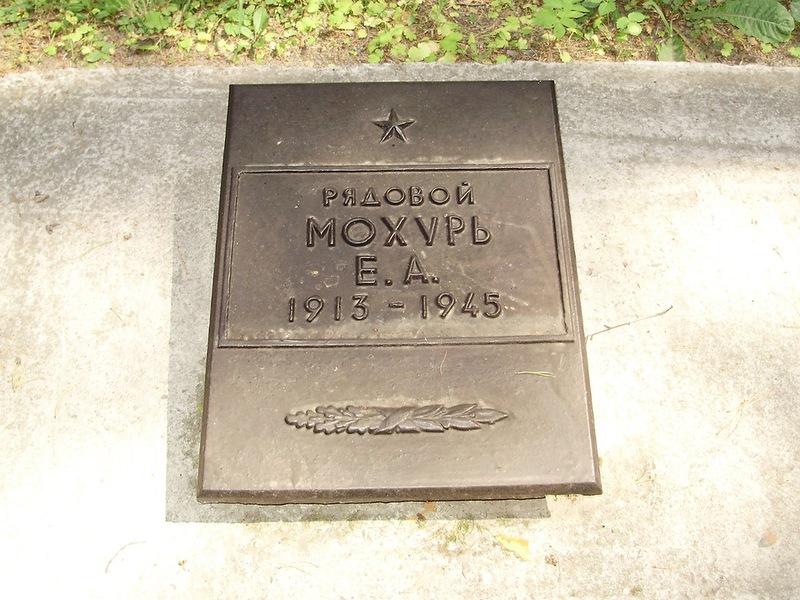 РЯДОВОЙ
МОХУРЬ
Е. А.
1913 - 1945